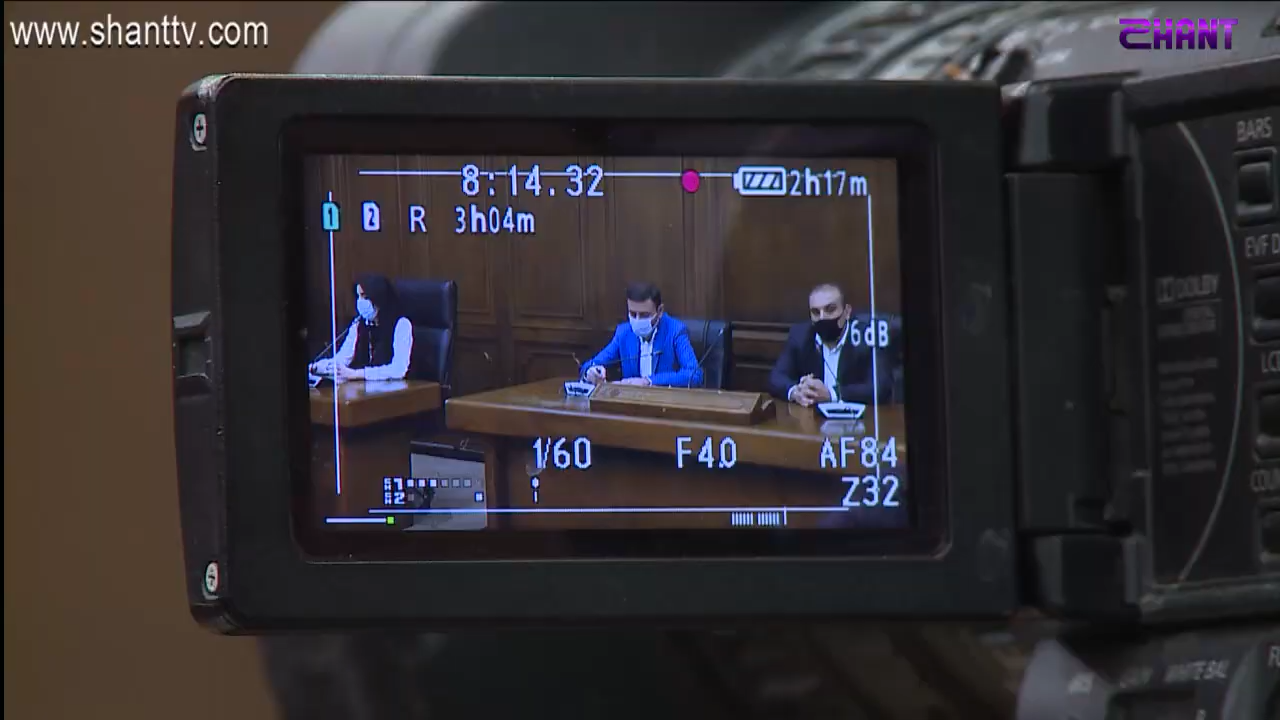 www.shanttv.com
SHANT
8:14.32
2h17m
1 2 R 3h04m
6dB
1/60 F4.0 AF84
Z32
BARS
DOLBY
WHITE BAL